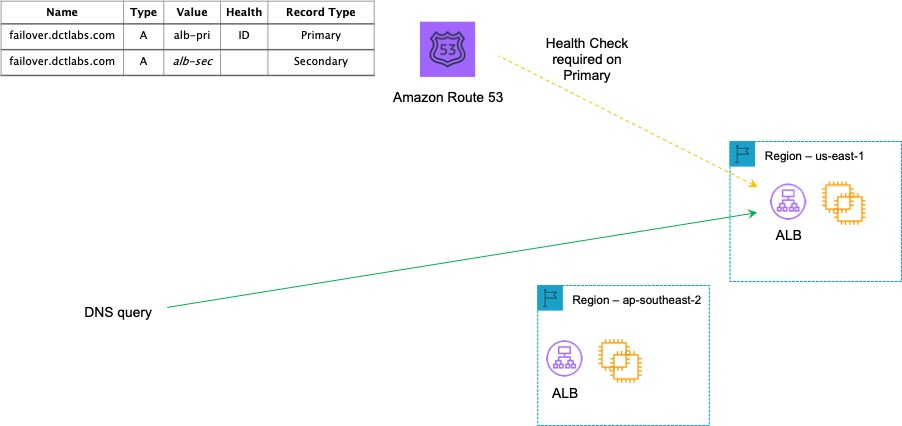 Name Type Value Health Record Type
failover.dctlabs.com A alb-pri ID Primary
failover.dctlabs.com A alb-sec Secondary
53
Amazon Route 53
Health Check
required on
Primary
Region – us-east-1
ALB
DNS query
Region – ap-southeast-2
ALB